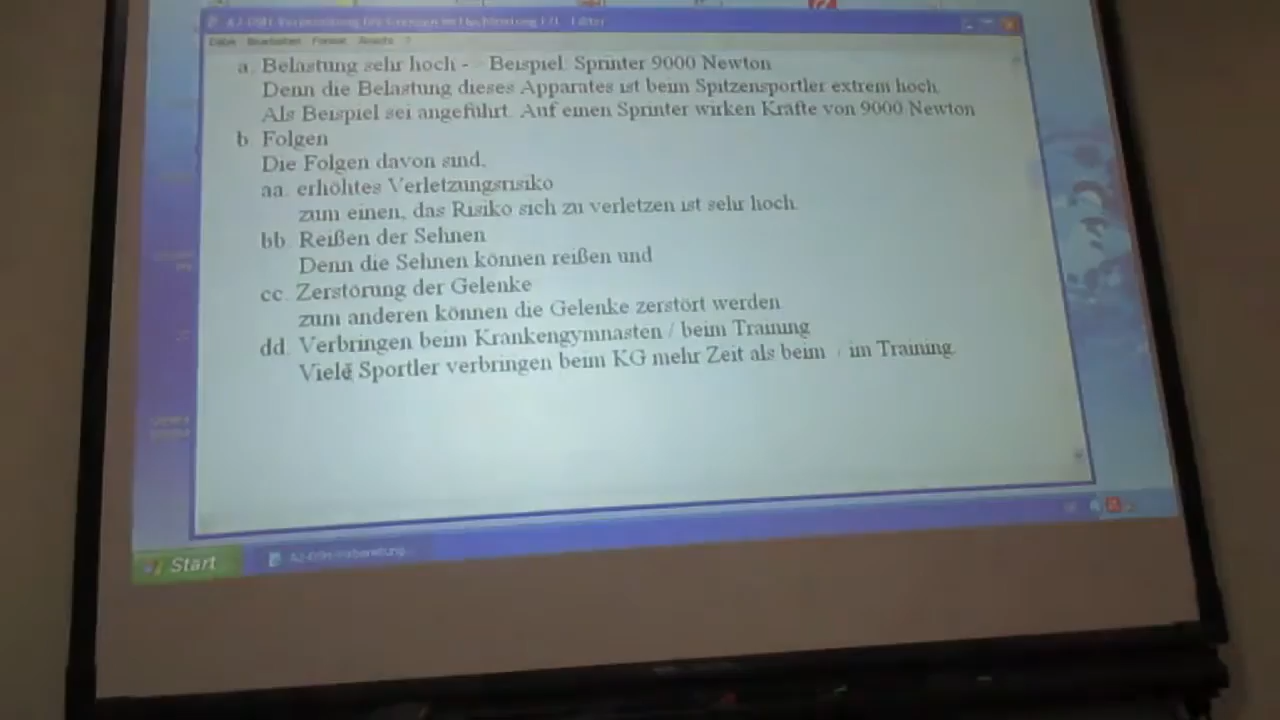 Datei Bearbeiten Format Ansicht ?
a. Belastung sehr hoch - Beispiel: Sprinter 9000 Newton
Denn die Belastung dieses Apparates ist beim Spitzensportler extrem hoch.
Als Beispiel sei angeführt: Auf einen Sprinter wirken Kräfte von 9000 Newton
b. Folgen
Die Folgen davon sind,
aa. erhöhtes Verletzungsrisiko
zum einen, das Risiko sich zu verletzen ist sehr hoch.
bb. Reißen der Sehnen
Denn die Sehnen können reißen und
cc. Zerstörung der Gelenke
zum anderen können die Gelenke zerstört werden.
dd. Verbringen beim Krankengymnasten / beim Training
Viele Sportler verbringen beim KG mehr Zeit als beim / im Training.
Start